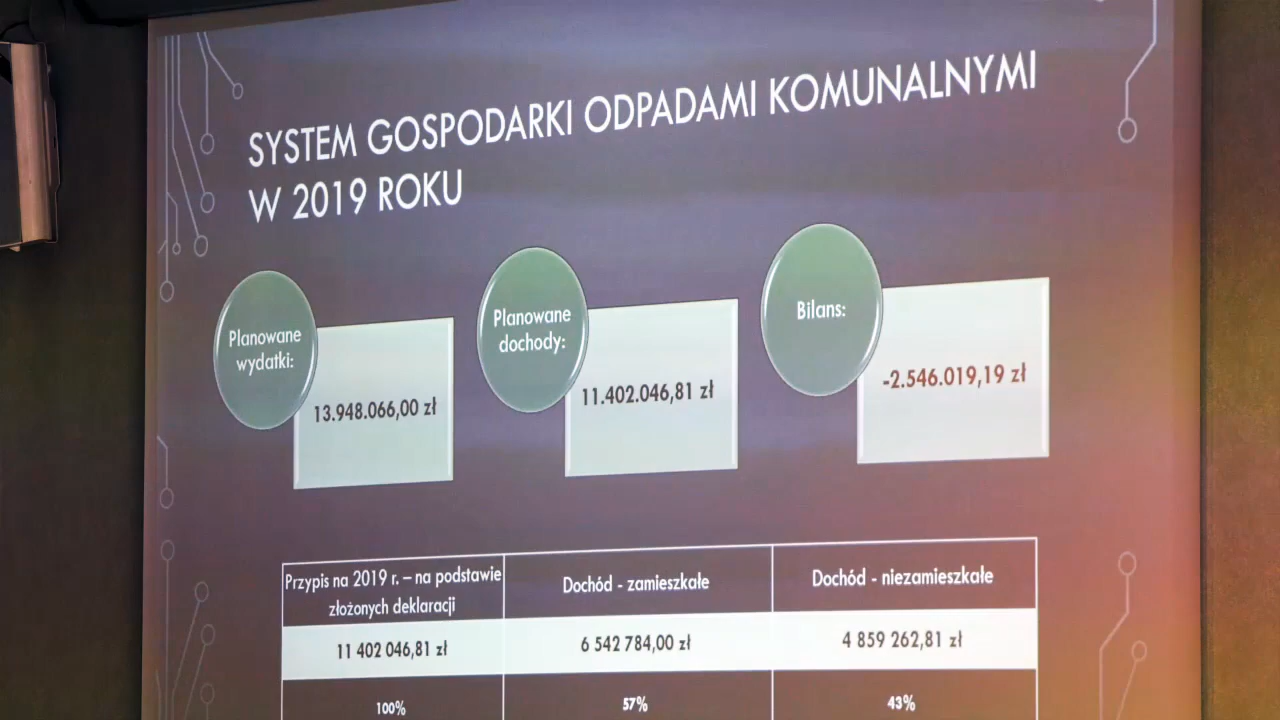 SYSTEM GOSPODARKI ODPADAMI KOMUNALNYMI
W 2019 ROKU
Planowane
wydatki:
13.948.066,00 zł
Planowane
dochody:
11.402.046,81 zł
Bilans:
-2.546.019,19 zł
Przypis na 2019 r. – na podstawie
złożonych deklaracji
Dochód - zamieszkałe
Dochód - niezamieszkałe
11 402 046,81 zł
6 542 784,00 zł
4 859 262,81 zł
100%
57%
43%